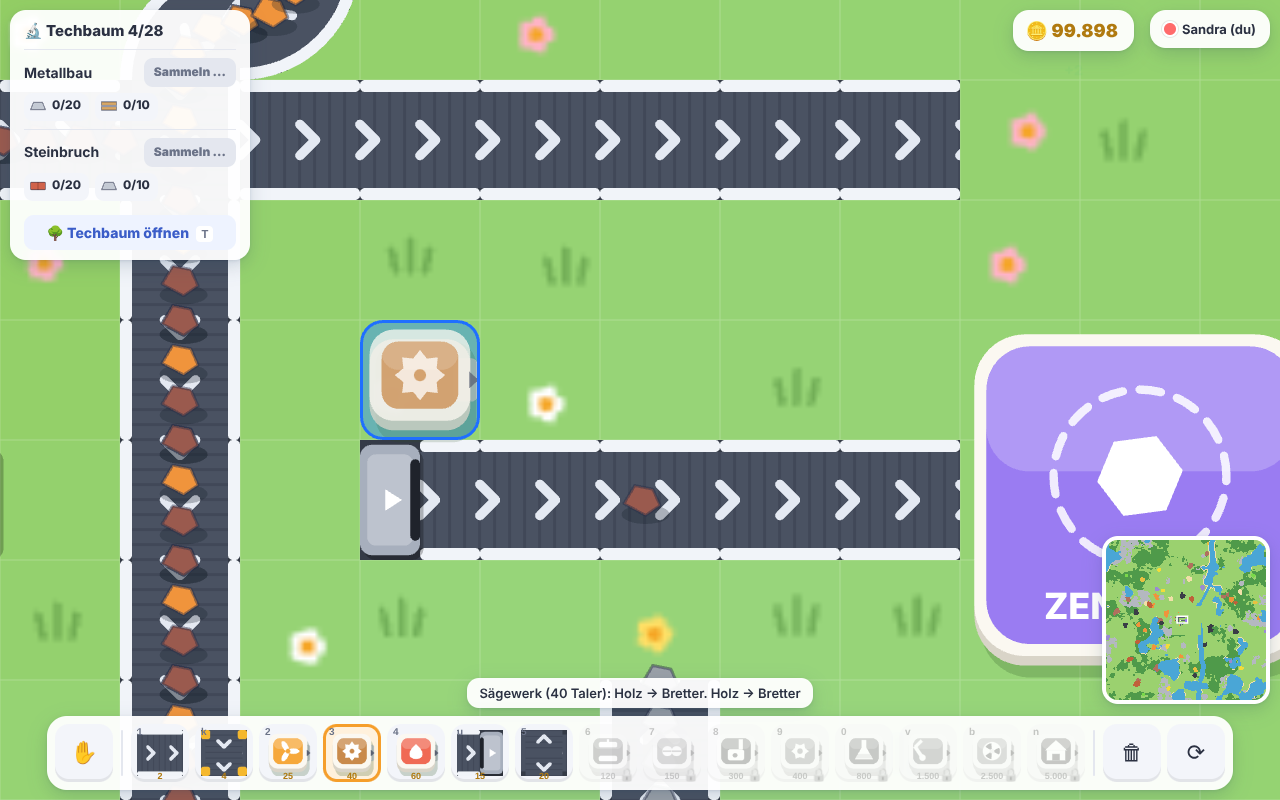 🔬 Techbaum 4/28
Metallbau
Sammeln ...
0/20 0/10
Steinbruch
Sammeln ...
0/20 0/10
🌳 Techbaum öffnen T
🪙 99.898
Sandra (du)
Sägewerk (40 Taler): Holz → Bretter. Holz → Bretter
1 k 2 3 4 u 5 6 7 8 9 0 v b n
2 4 25 40 60 15 20 120 150 300 400 800 1.500 2.500 5.000